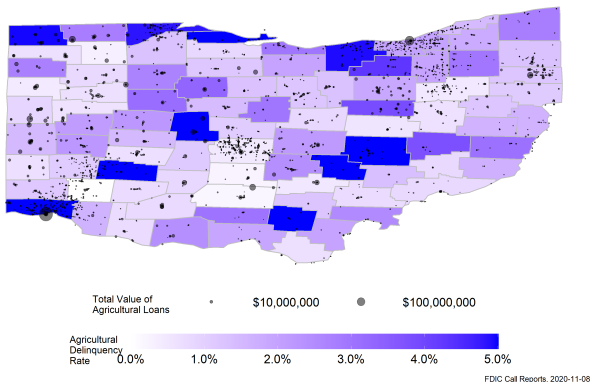 Total Value of
Agricultural Loans
$10,000,000
$100,000,000
Agricultural
Delinquency
Rate
0.0%
1.0%
2.0%
3.0%
4.0%
5.0%
FDIC Call Reports, 2020-11-08